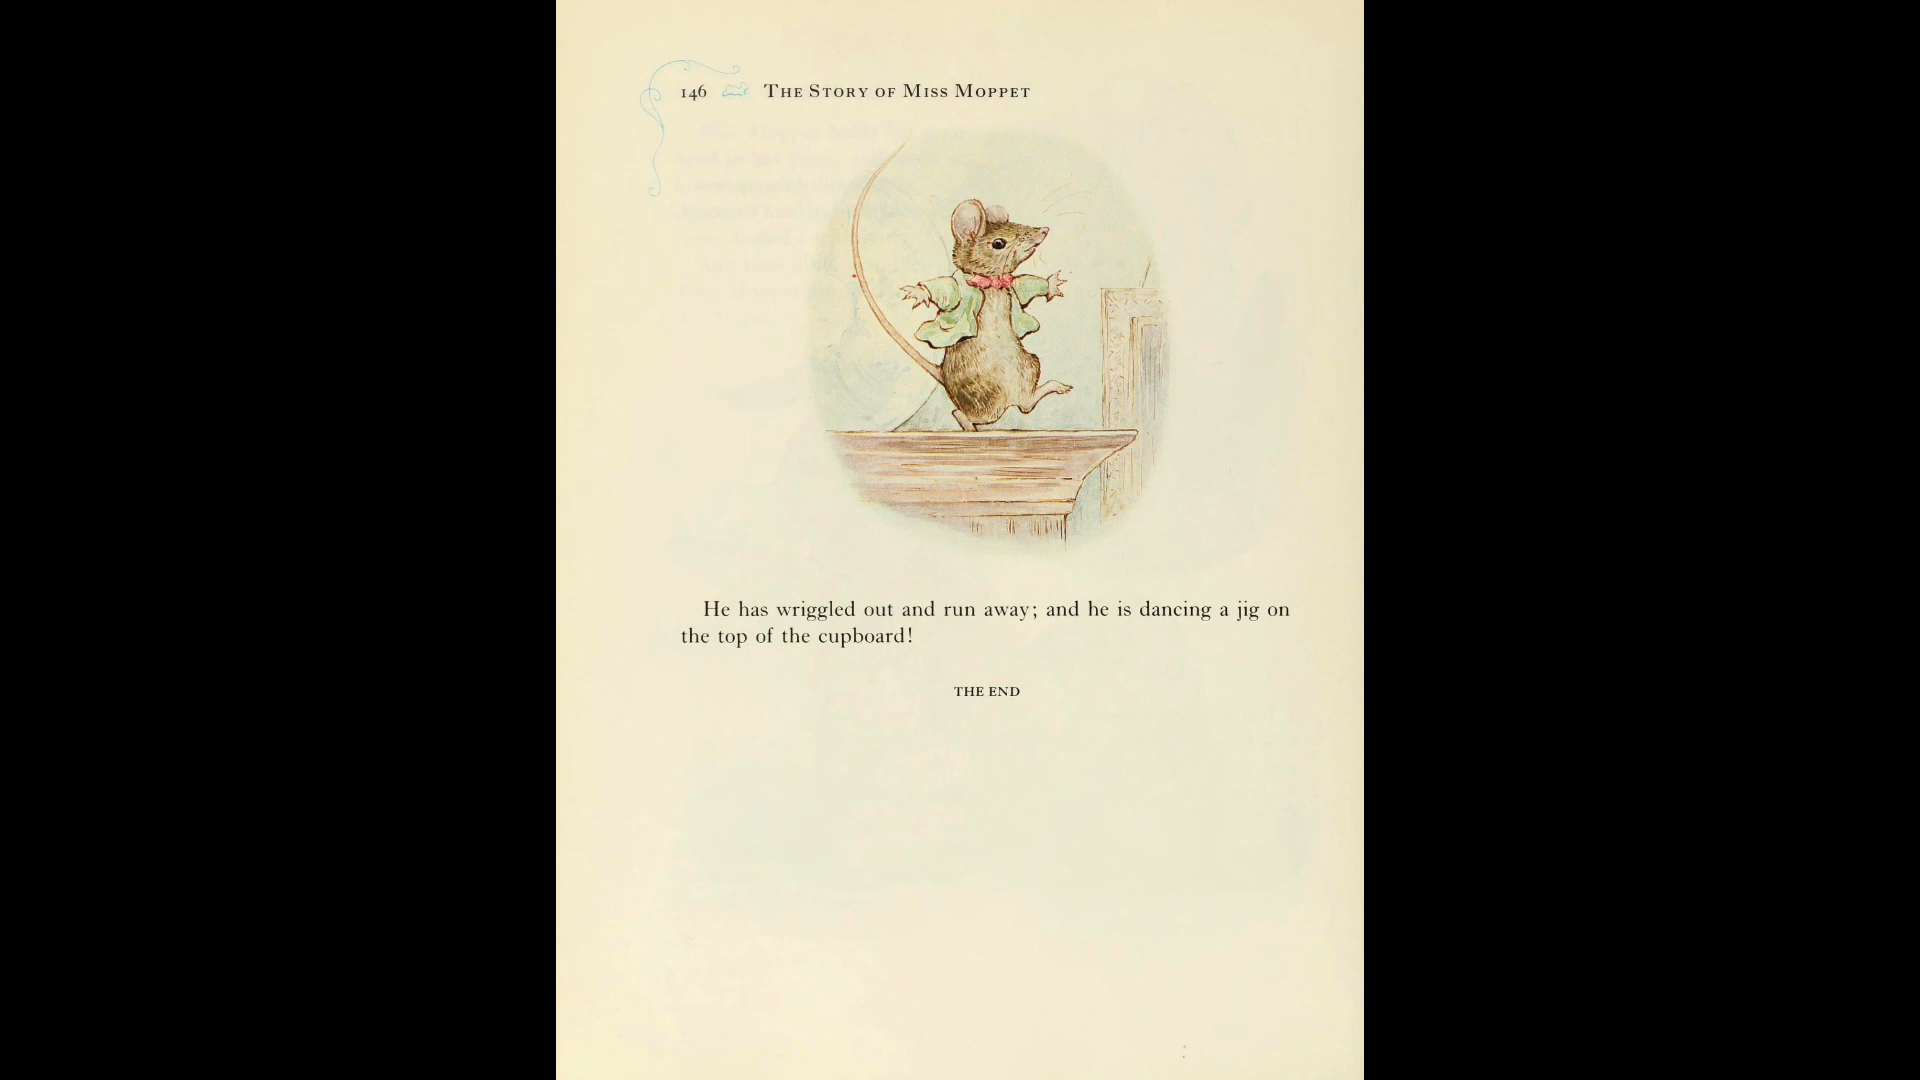 146 THE STORY OF MISS MOPPET
He has wriggled out and run away; and he is dancing a jig on
the top of the cupboard!
THE END